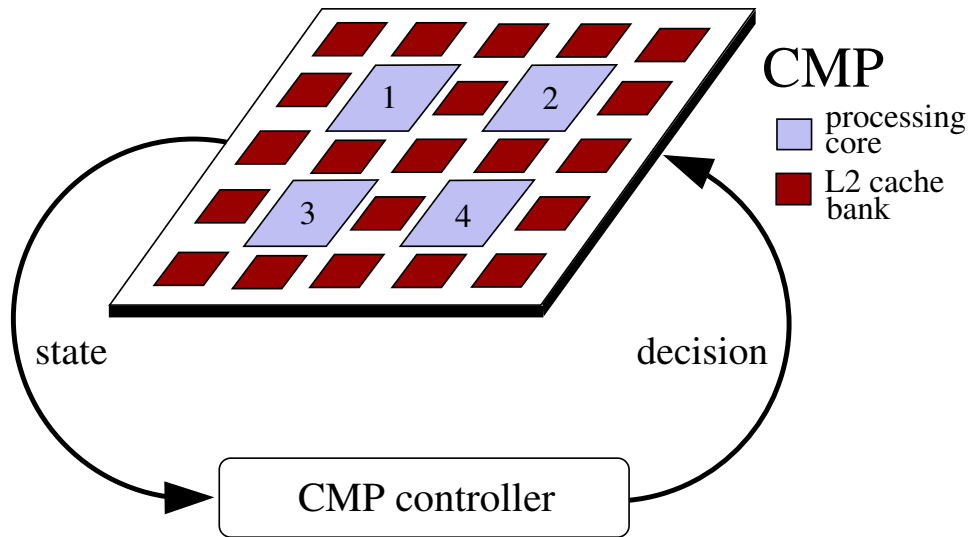 CMP
processing
core
L2 cache
bank
1
2
3
4
state
decision
CMP controller